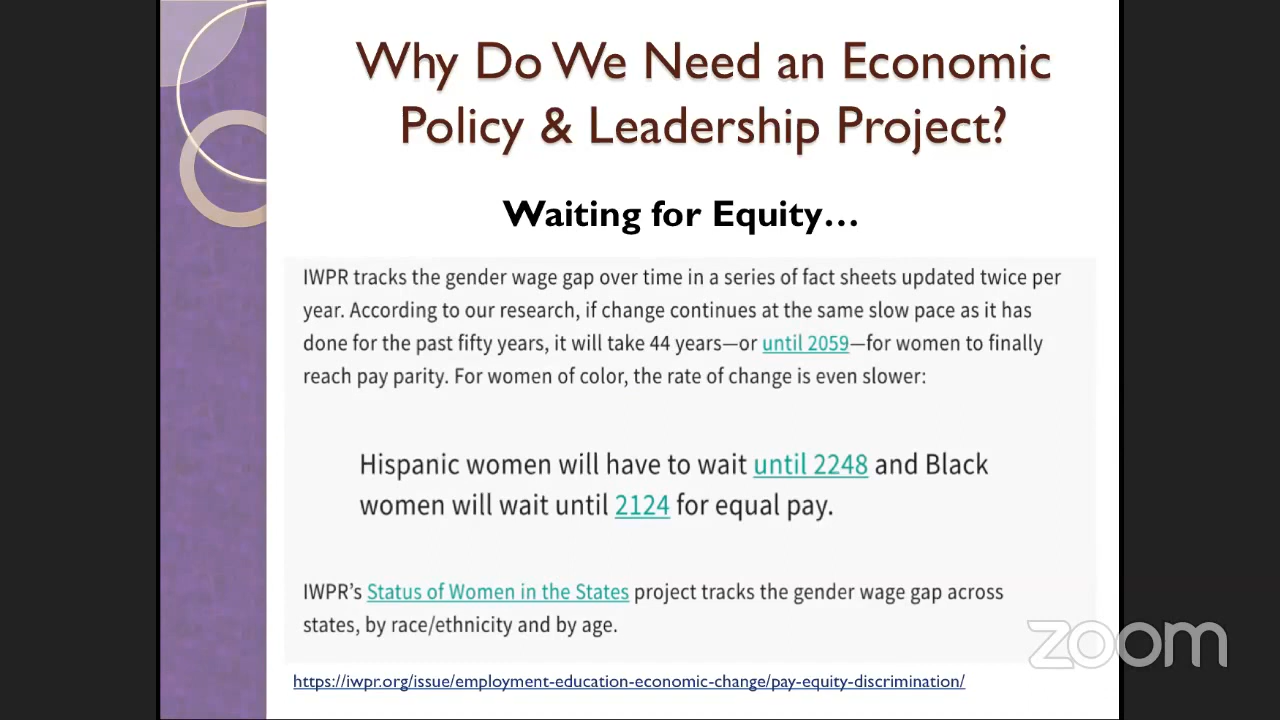 Why Do We Need an Economic
Policy & Leadership Project?
Waiting for Equity...
IWPR tracks the gender wage gap over time in a series of fact sheets updated twice per
year. According to our research, if change continues at the same slow pace as it has
done for the past fifty years, it will take 44 years—or until 2059—for women to finally
reach pay parity. For women of color, the rate of change is even slower:
Hispanic women will have to wait until 2248 and Black
women will wait until 2124 for equal pay.
IWPR’s Status of Women in the States project tracks the gender wage gap across
states, by race/ethnicity and by age.
zoom
https://iwpr.org/issue/employment-education-economic-change/pay-equity-discrimination/